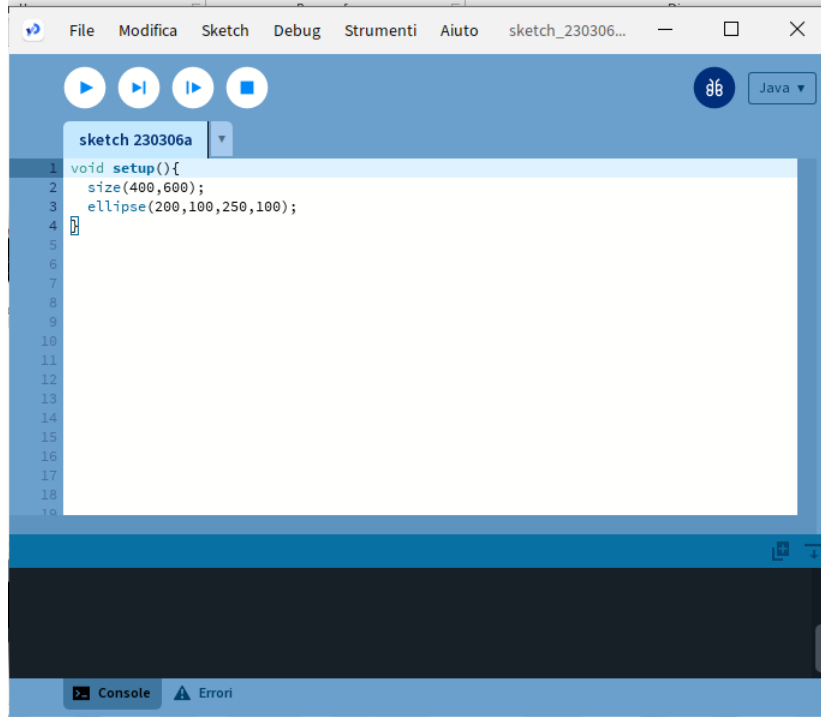 File Modifica Sketch Debug Strumenti Aiuto sketch_230306...
Java
sketch 230306a
1 void setup(){
2 size(400,600);
3 ellipse(200,100,250,100);
4 }
5
6
7
8
9
10
11
12
13
14
15
16
17
18
19
Console Errori